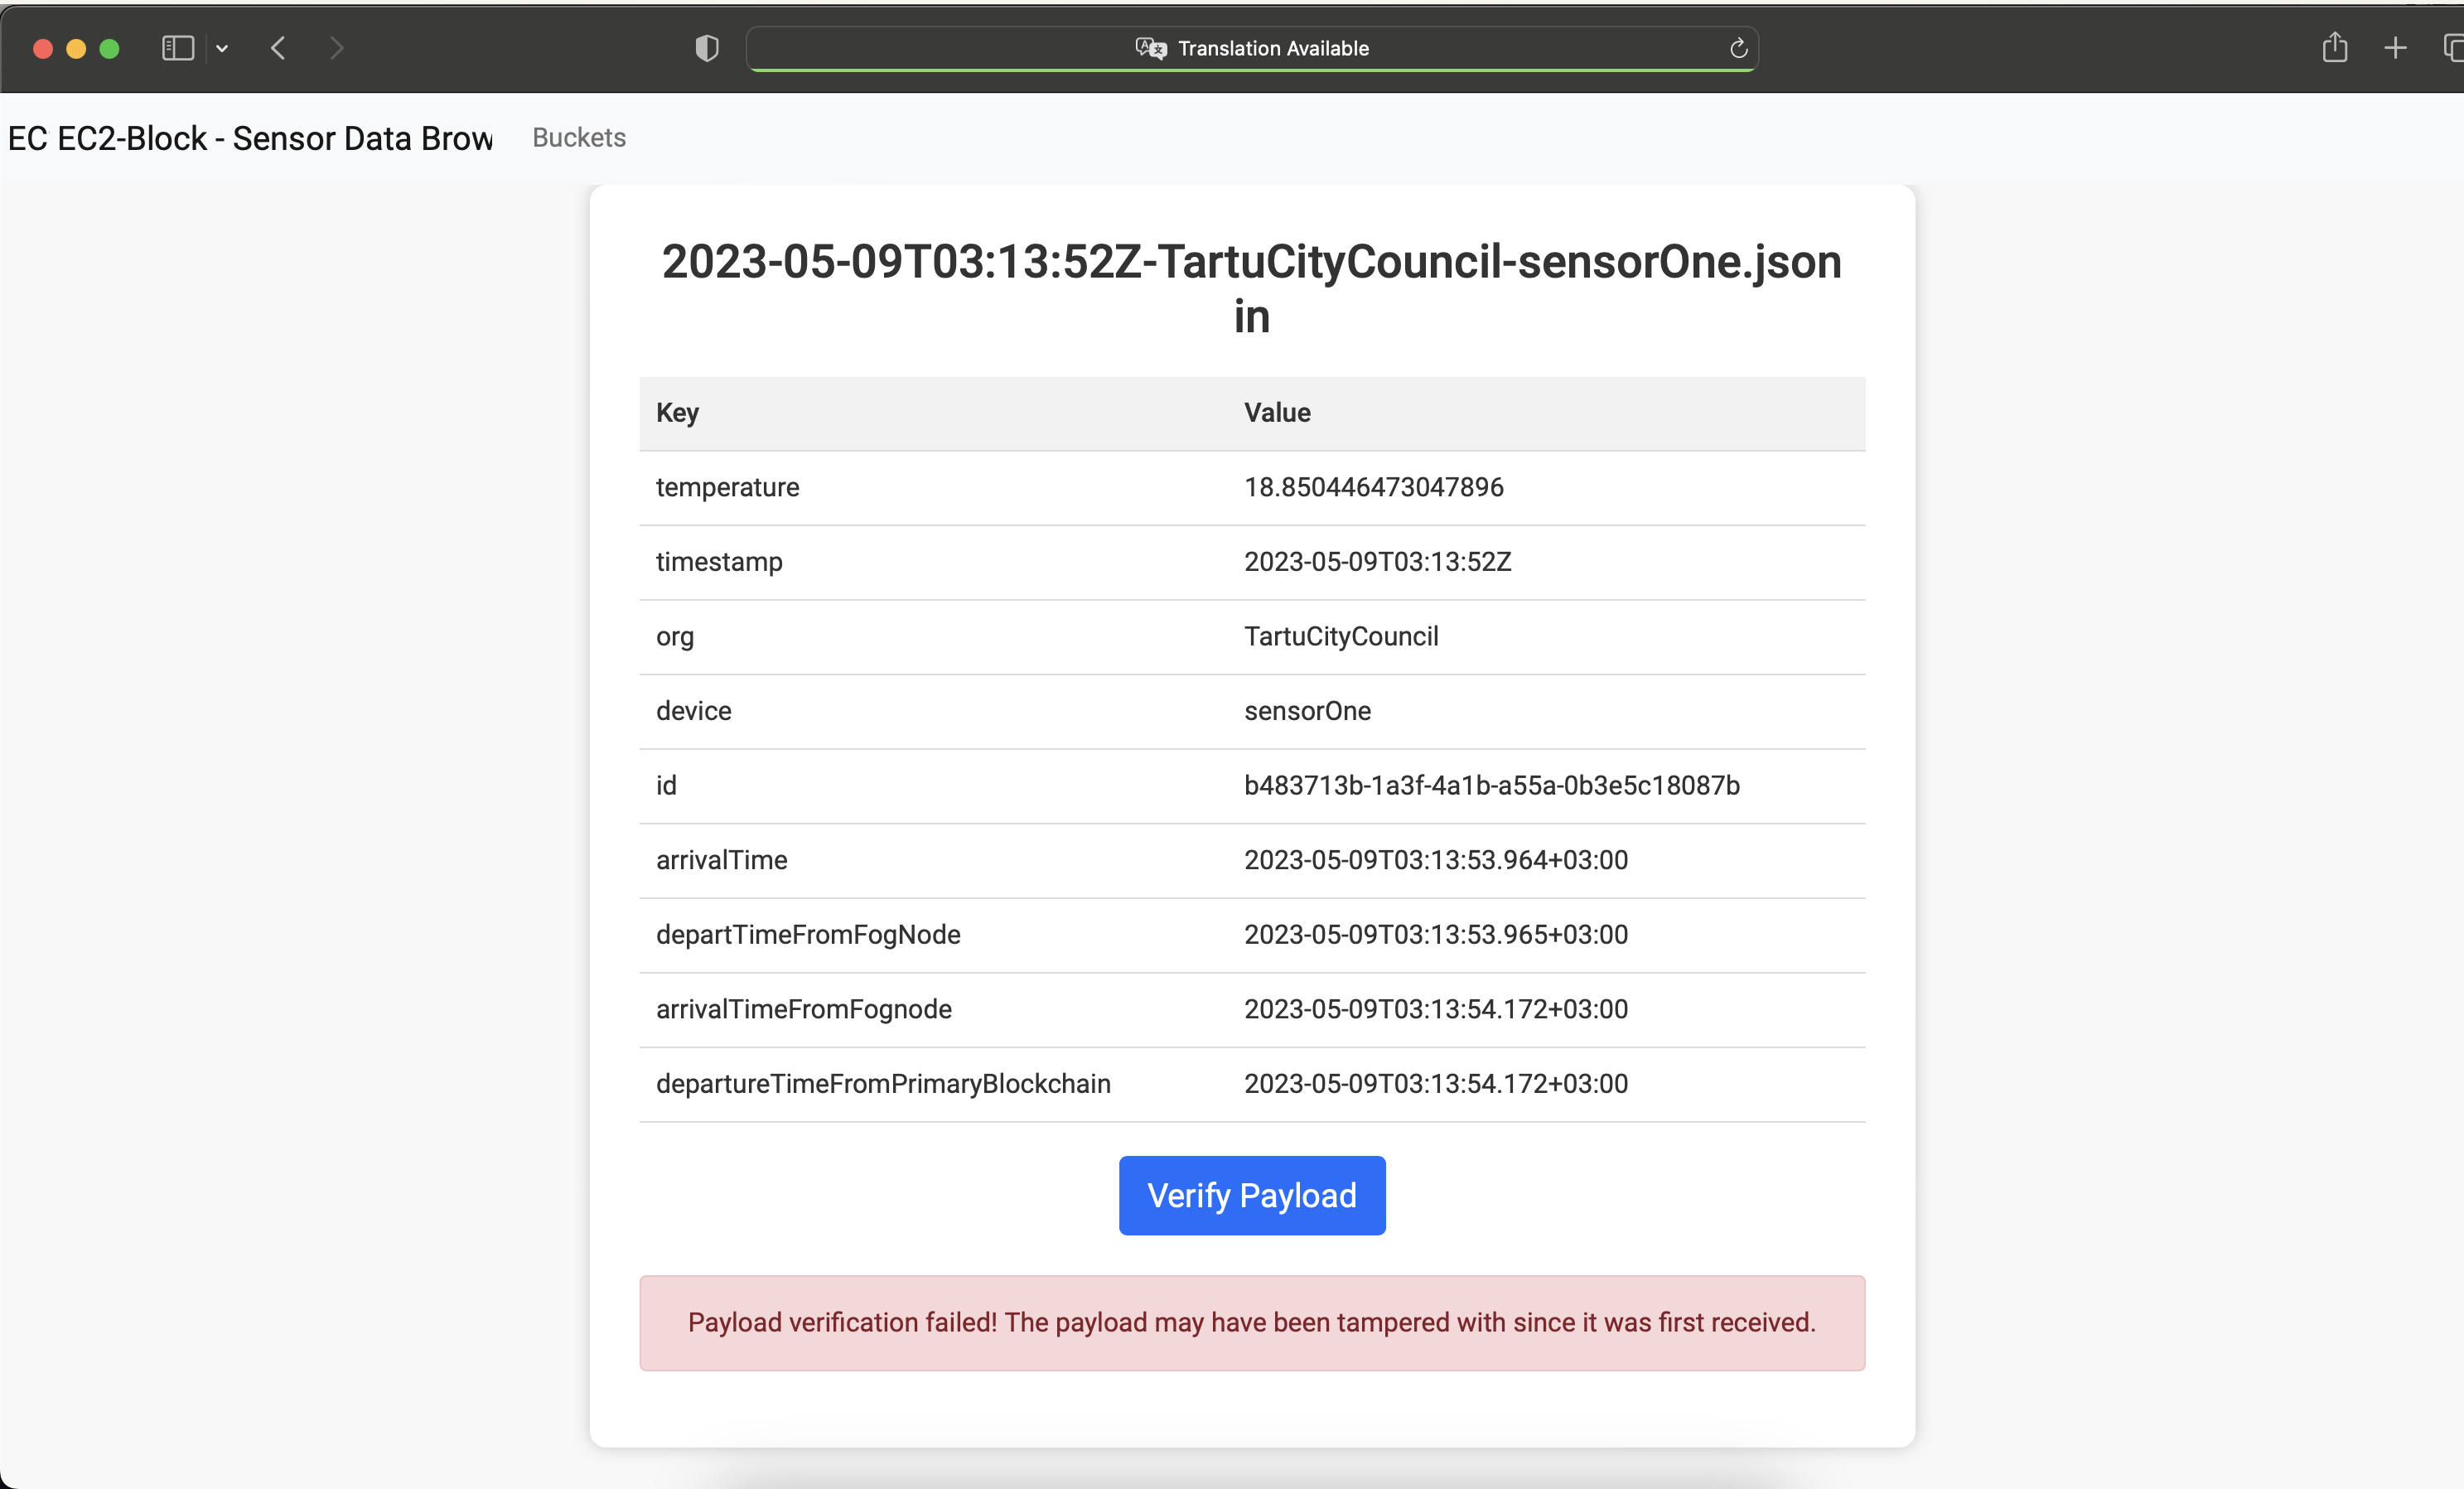 Translation Available
EC EC2-Block - Sensor Data Brow Buckets
2023-05-09T03:13:52Z-TartuCityCouncil-sensorOne.json
in
Key Value
temperature 18.850446473047896
timestamp 2023-05-09T03:13:52Z
org TartuCityCouncil
device sensorOne
id b483713b-1a3f-4a1b-a55a-0b3e5c18087b
arrivalTime 2023-05-09T03:13:53.964+03:00
departTimeFromFogNode 2023-05-09T03:13:53.965+03:00
arrivalTimeFromFognode 2023-05-09T03:13:54.172+03:00
departureTimeFromPrimaryBlockchain 2023-05-09T03:13:54.172+03:00
Verify Payload
Payload verification failed! The payload may have been tampered with since it was first received.